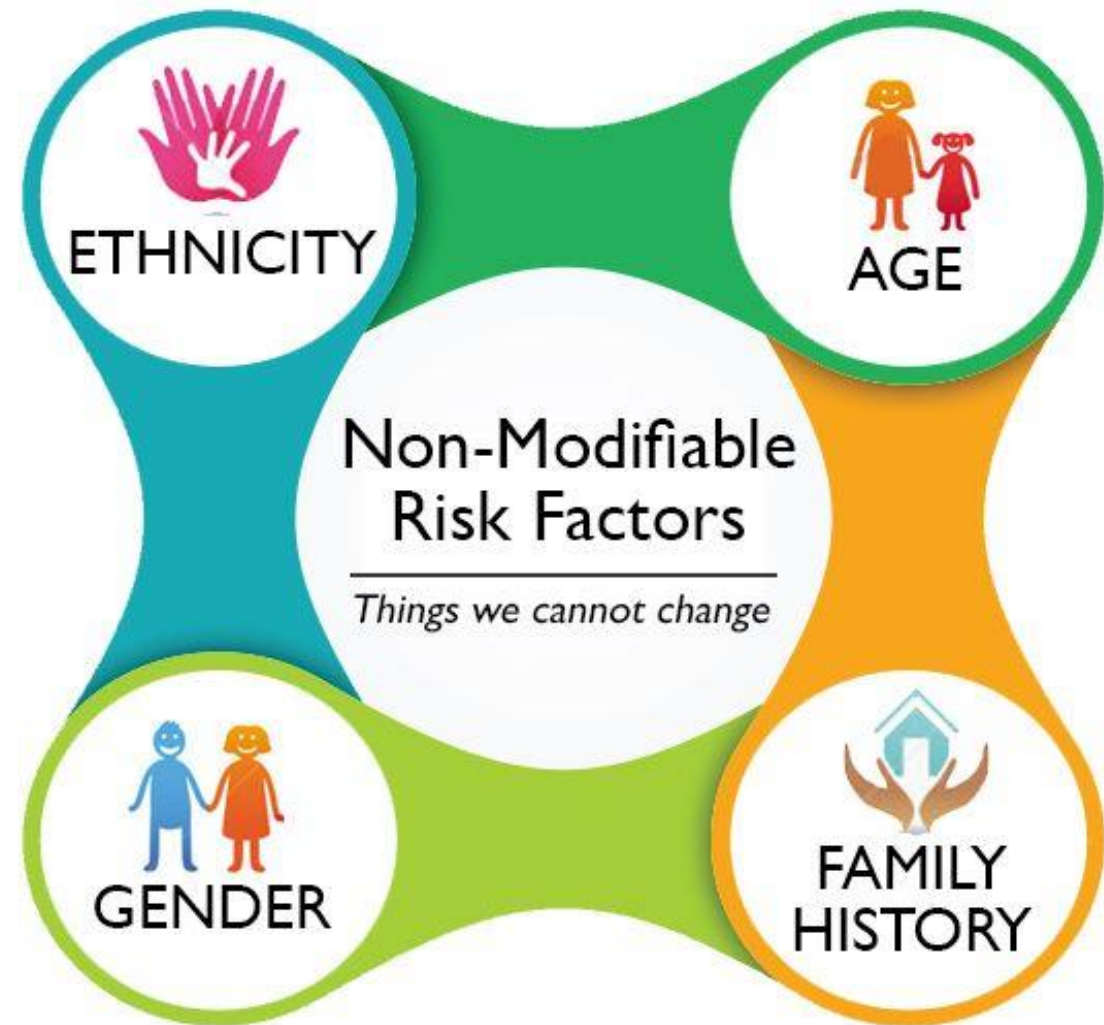 ETHNICITY
AGE
Non-Modifiable
Risk Factors
Things we cannot change
GENDER
FAMILY
HISTORY